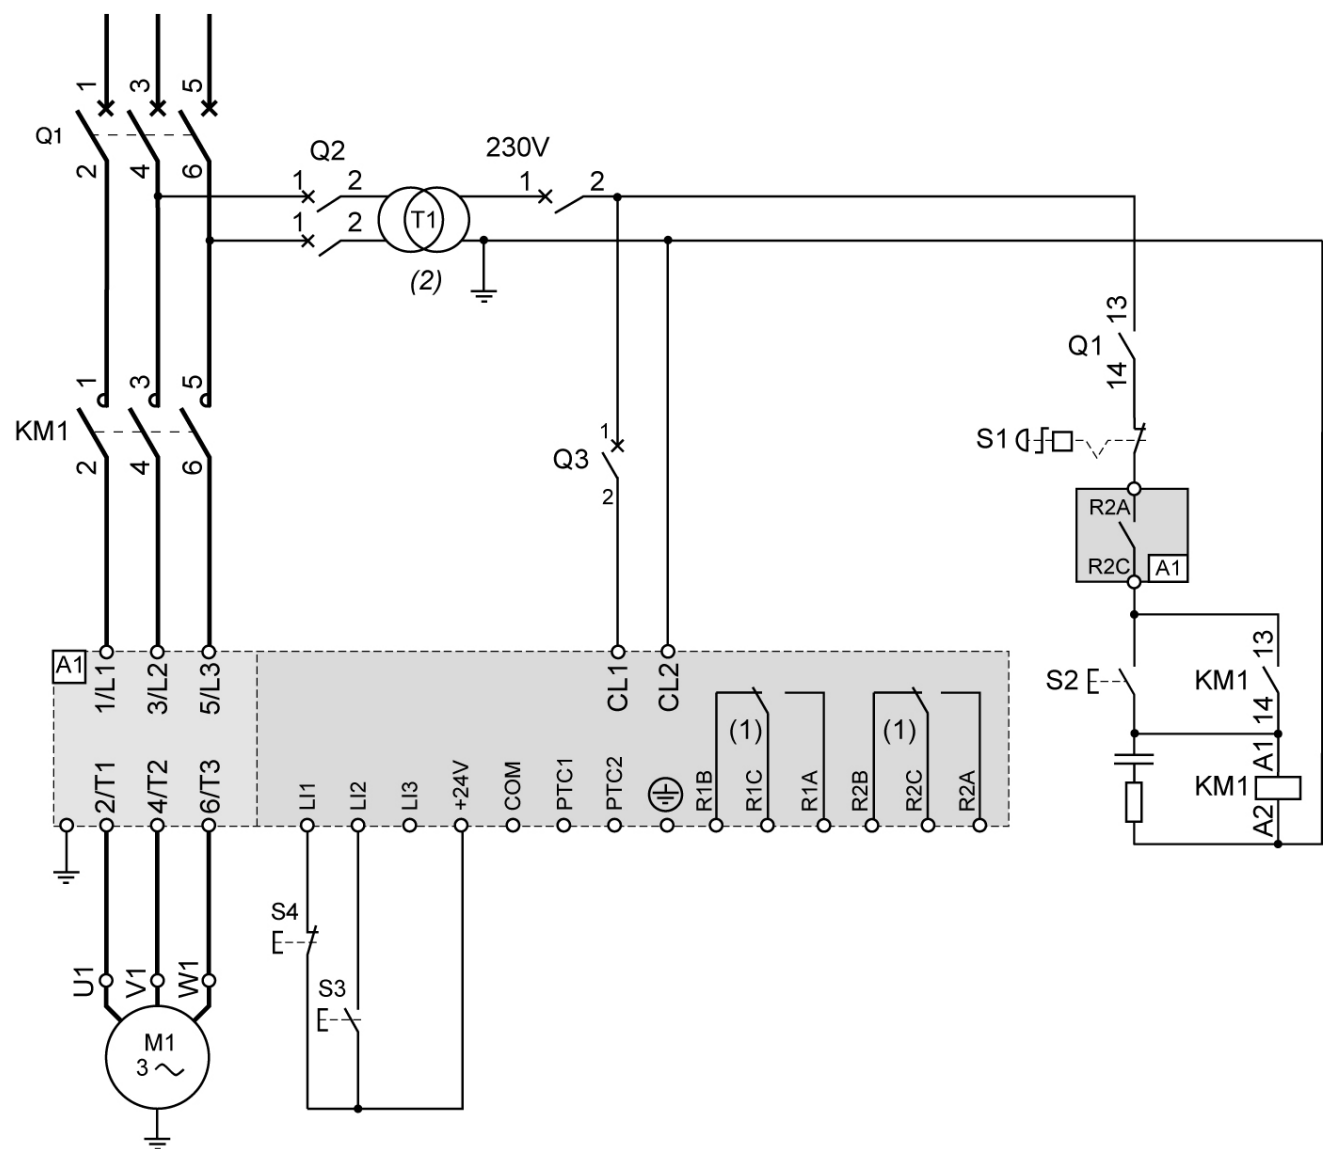 1 3 5
Q1
2 4 6
Q2
230V
1 2
1 2
1 2
T1
(2)
13
Q1
14
1 3 5
KM1
2 4 6
1
Q3
2
S1
R2A
R2C A1
A1
1/L1 3/L2 5/L3
CL1 CL2
13
S2
KM1
14
(1) (1)
2/T1 4/T2 6/T3
LI1 LI2 LI3 +24V COM PTC1 PTC2 R1B R1C R1A R2B R2C R2A
A1
KM1
A2
S4
S3
U1 V1 W1
M1
3 ~